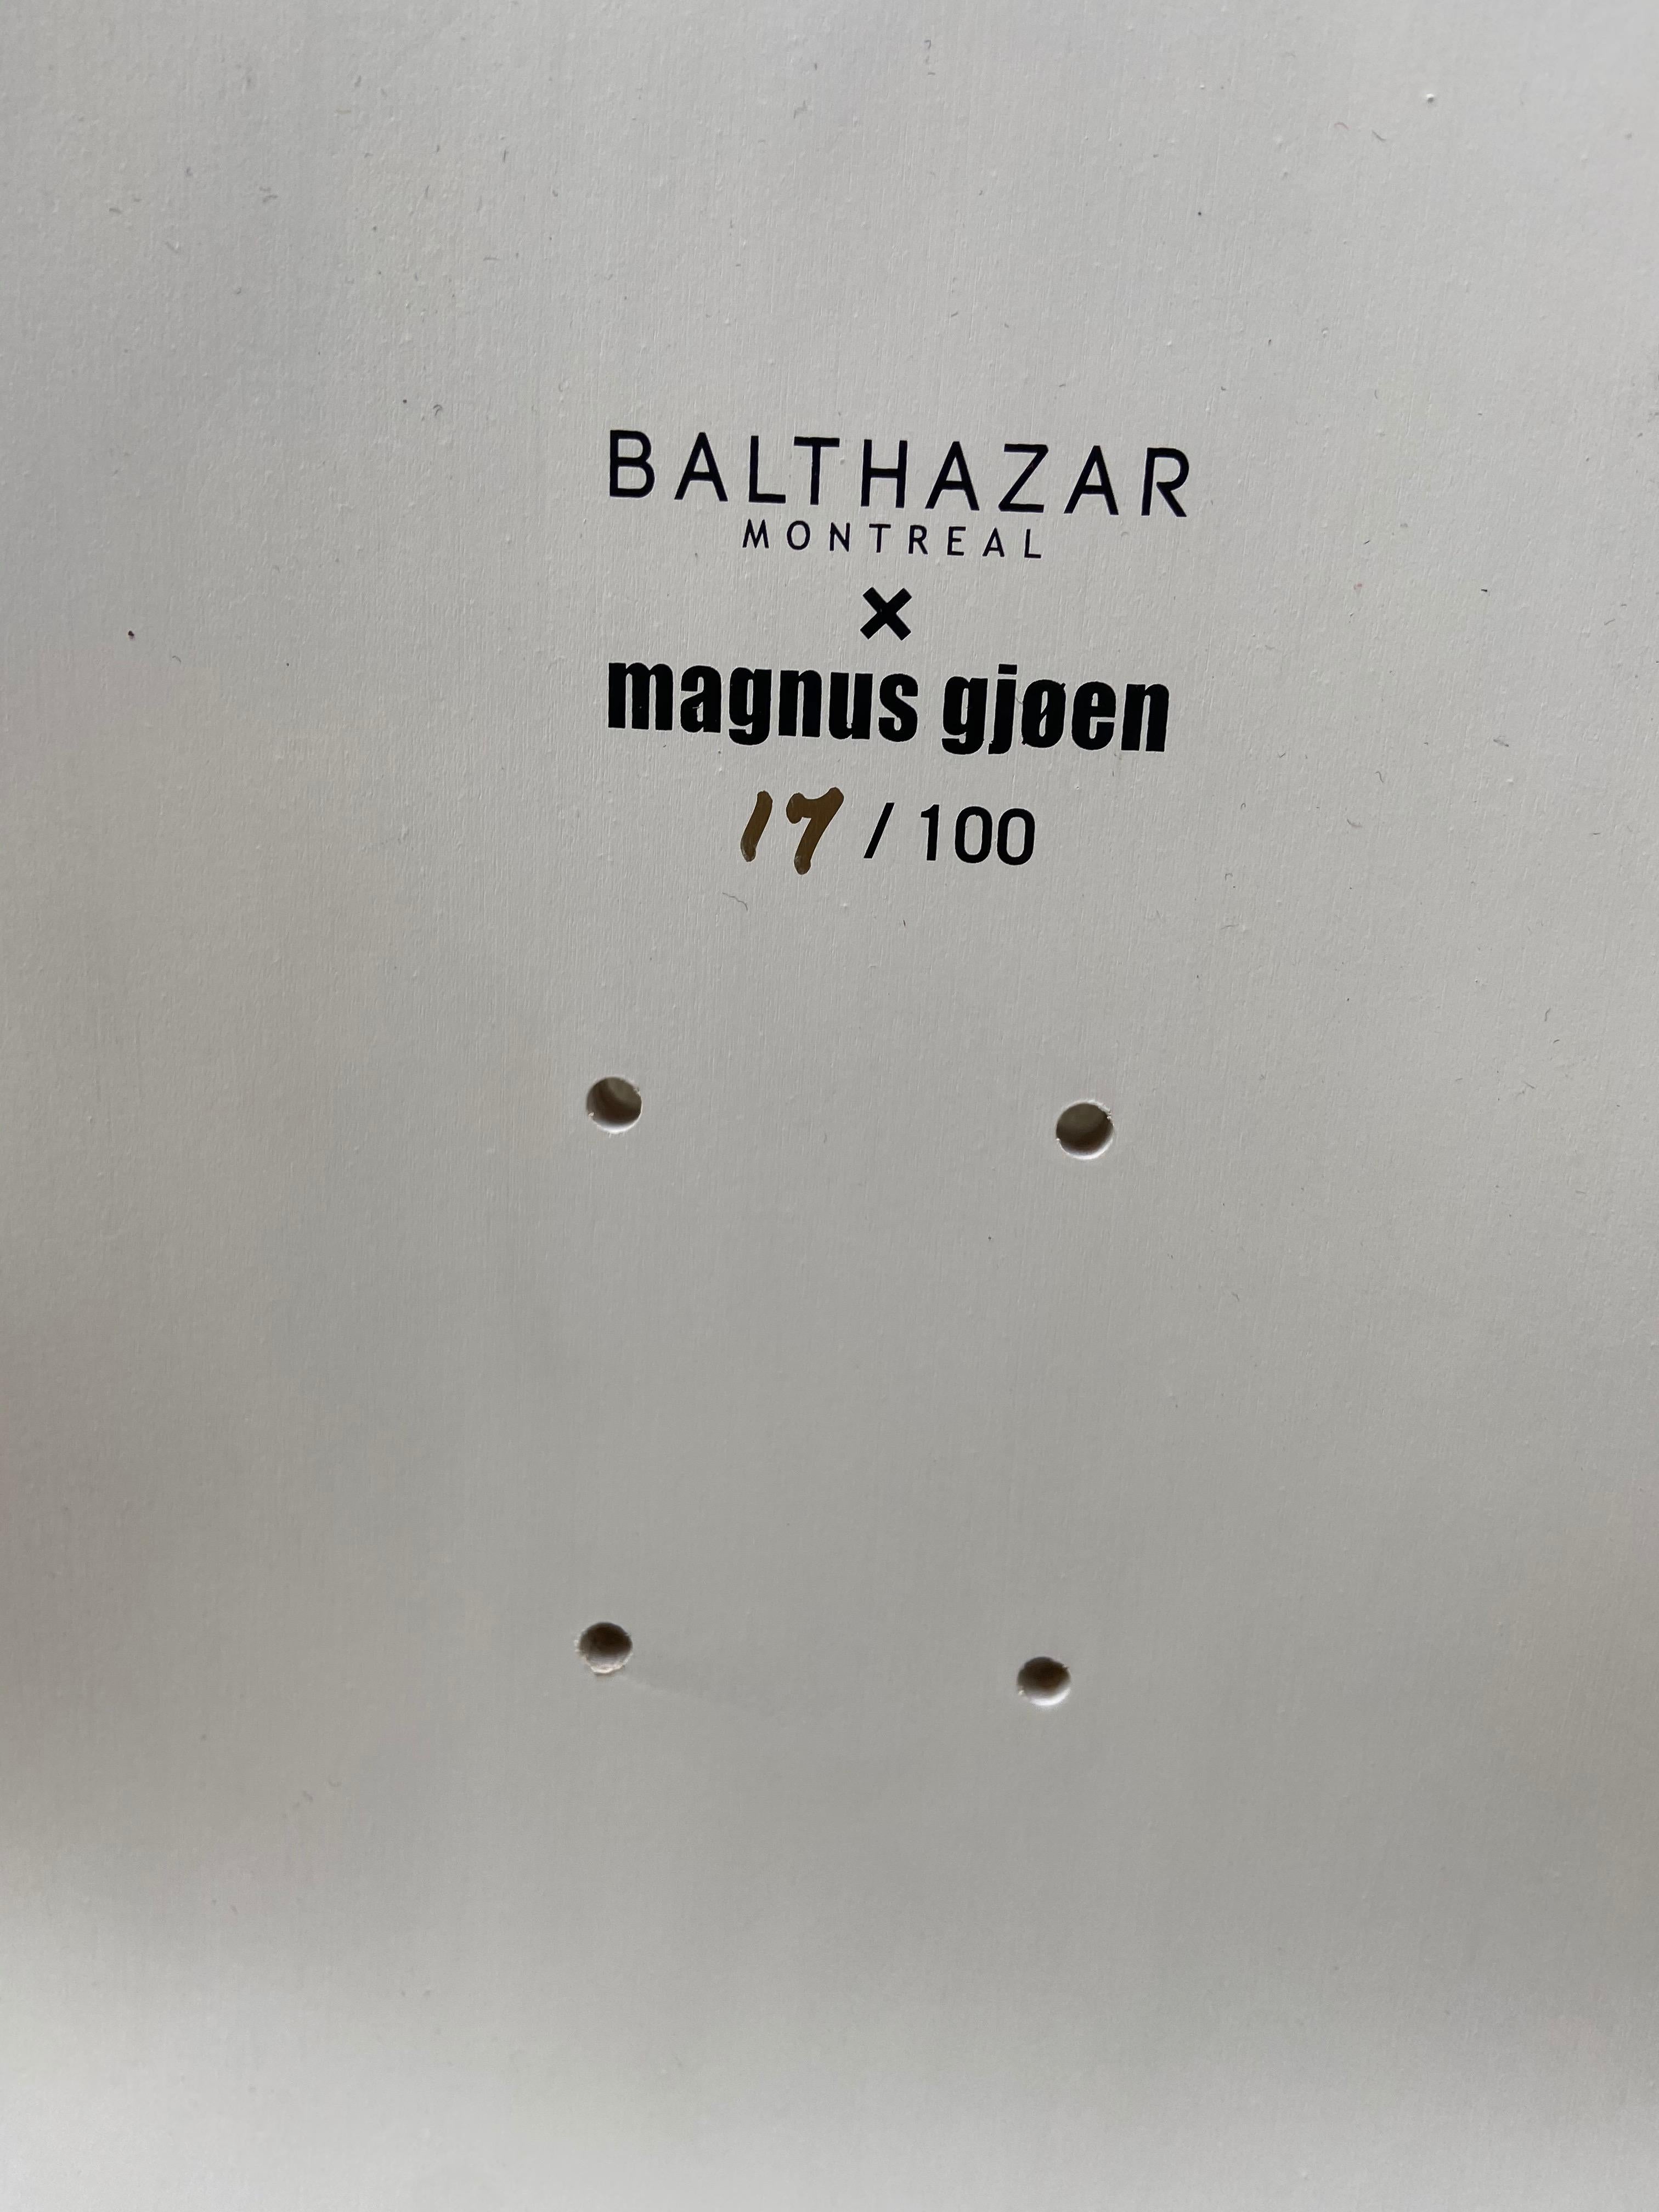 BALTHAZAR
MONTREAL
×
magnus gjøen
17 / 100